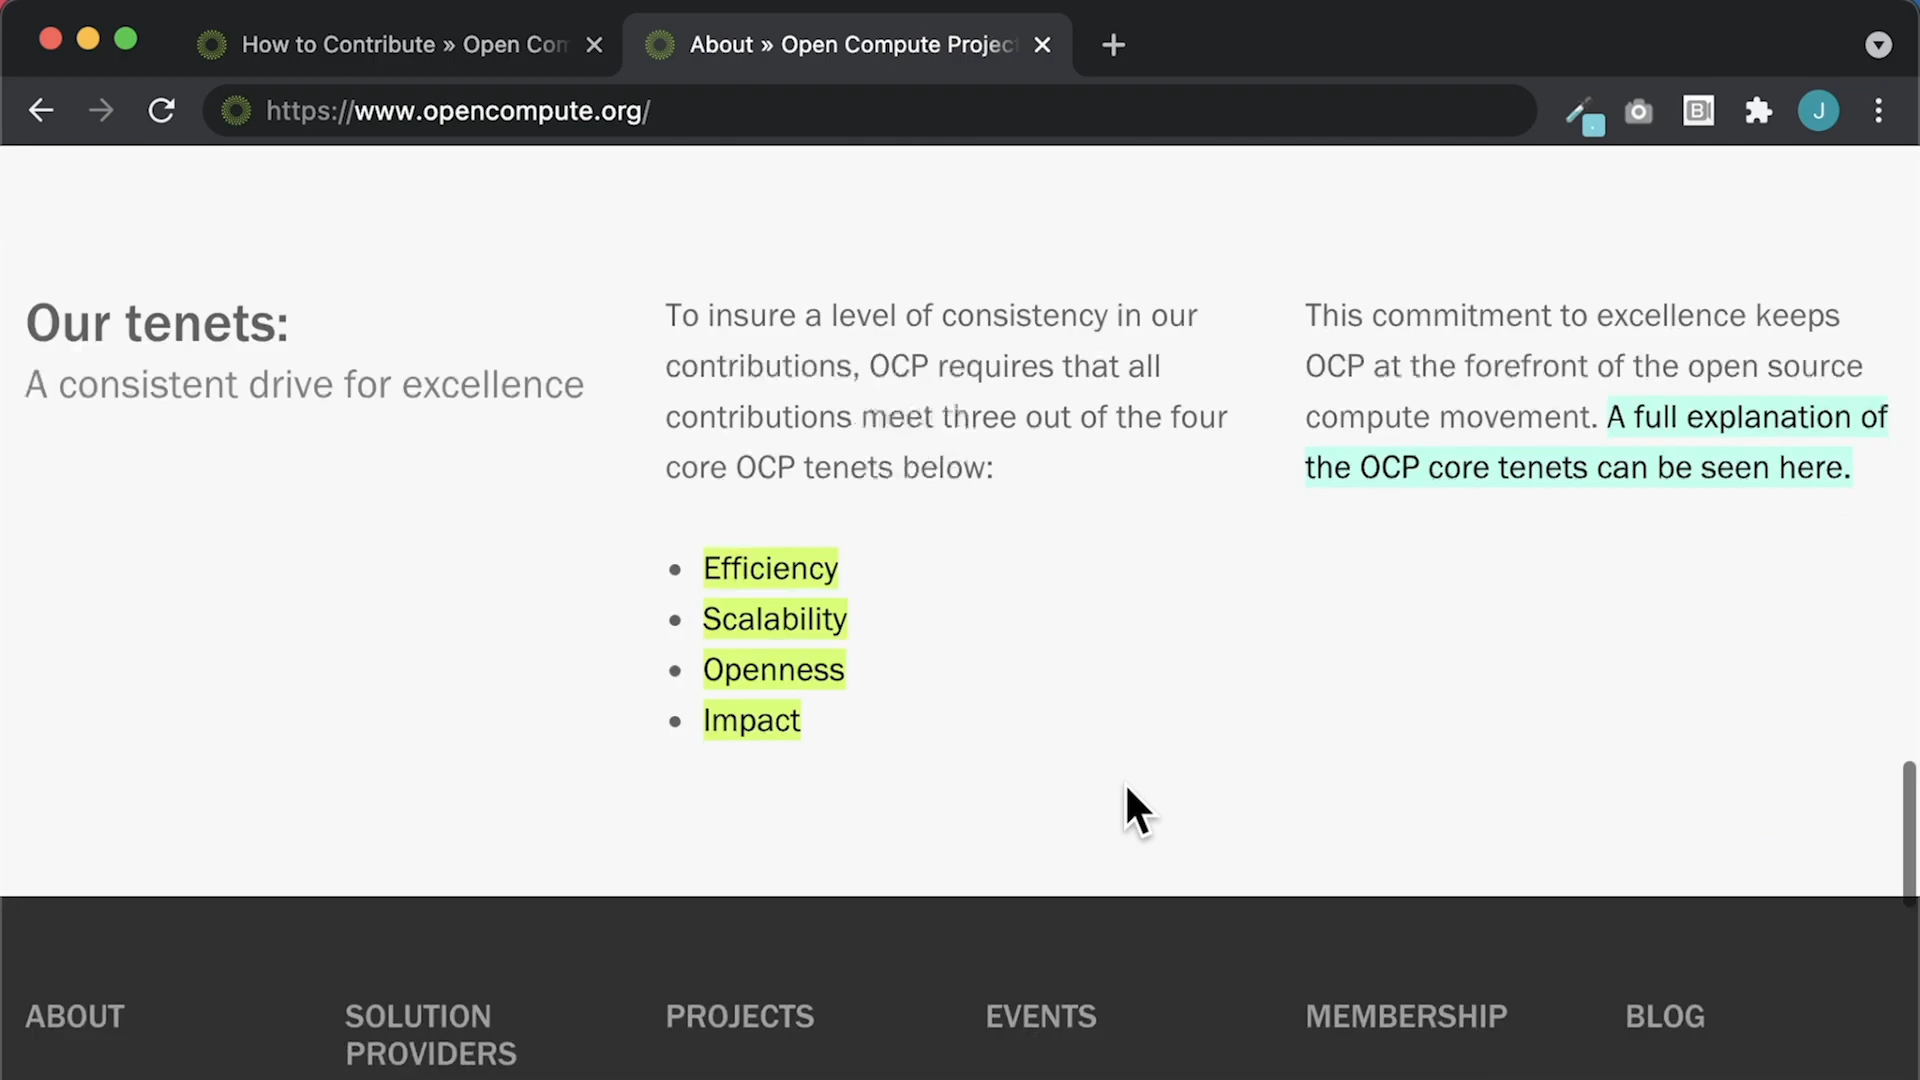 How to Contribute » Open Com
About » Open Compute Projec
https://www.opencompute.org/
B
J
Our tenets:
A consistent drive for excellence
To insure a level of consistency in our
contributions, OCP requires that all
contributions meet three out of the four
core OCP tenets below:
• Efficiency
• Scalability
• Openness
• Impact
This commitment to excellence keeps
OCP at the forefront of the open source
compute movement. A full explanation of
the OCP core tenets can be seen here.
ABOUT
SOLUTION
PROVIDERS
PROJECTS
EVENTS
MEMBERSHIP
BLOG